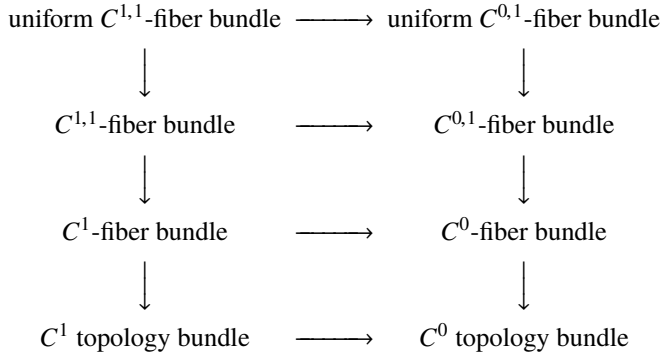 uniform C^{1,1}-fiber bundle ⟶ uniform C^{0,1}-fiber bundle
C^{1,1}-fiber bundle ⟶ C^{0,1}-fiber bundle
C^1-fiber bundle ⟶ C^0-fiber bundle
C^1 topology bundle ⟶ C^0 topology bundle